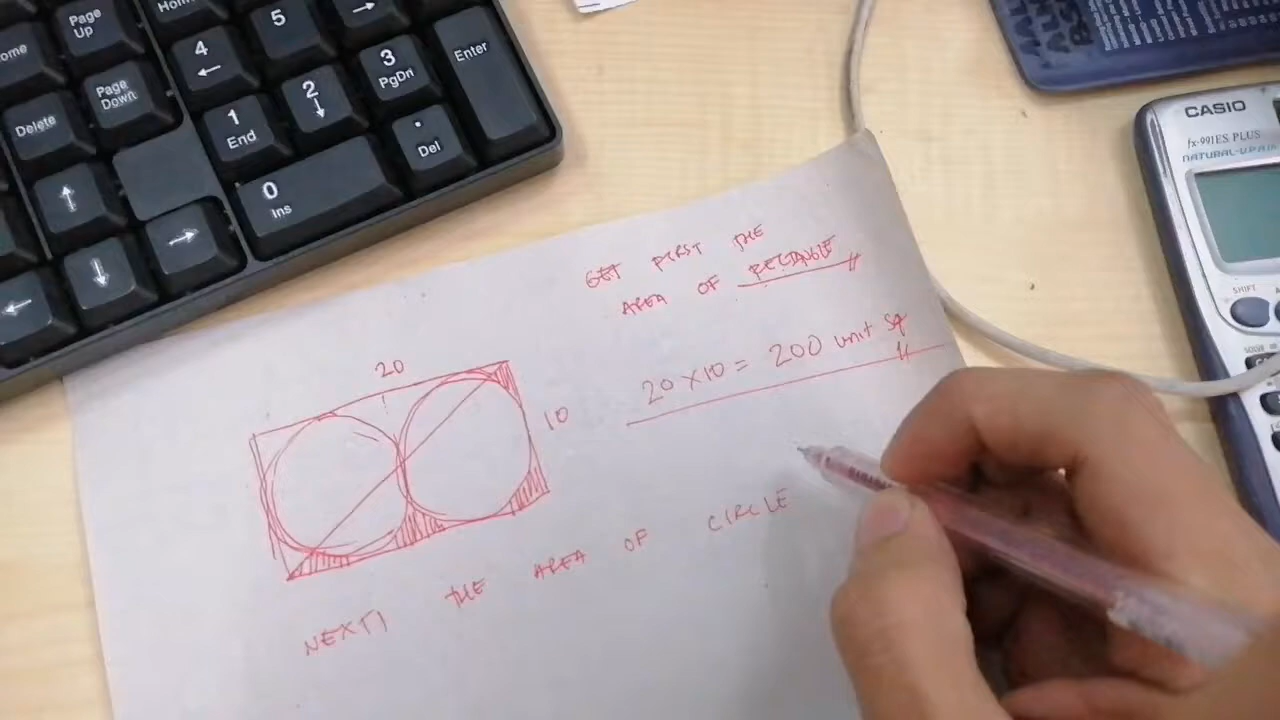 Page
Up
Home
5
→
ome
4
←
3
PgDn
Enter
Page
Down
2
↓
Delete
1
End
.
Del
0
Ins
↑
→
↓
←
CASIO
fx-991ES PLUS
NATURAL-V.P.A.M.
SHIFT
GET FIRST THE
AREA OF RECTANGLE
20 x 10 = 200 unit sq
20
10
NEXT, THE AREA OF CIRCLE